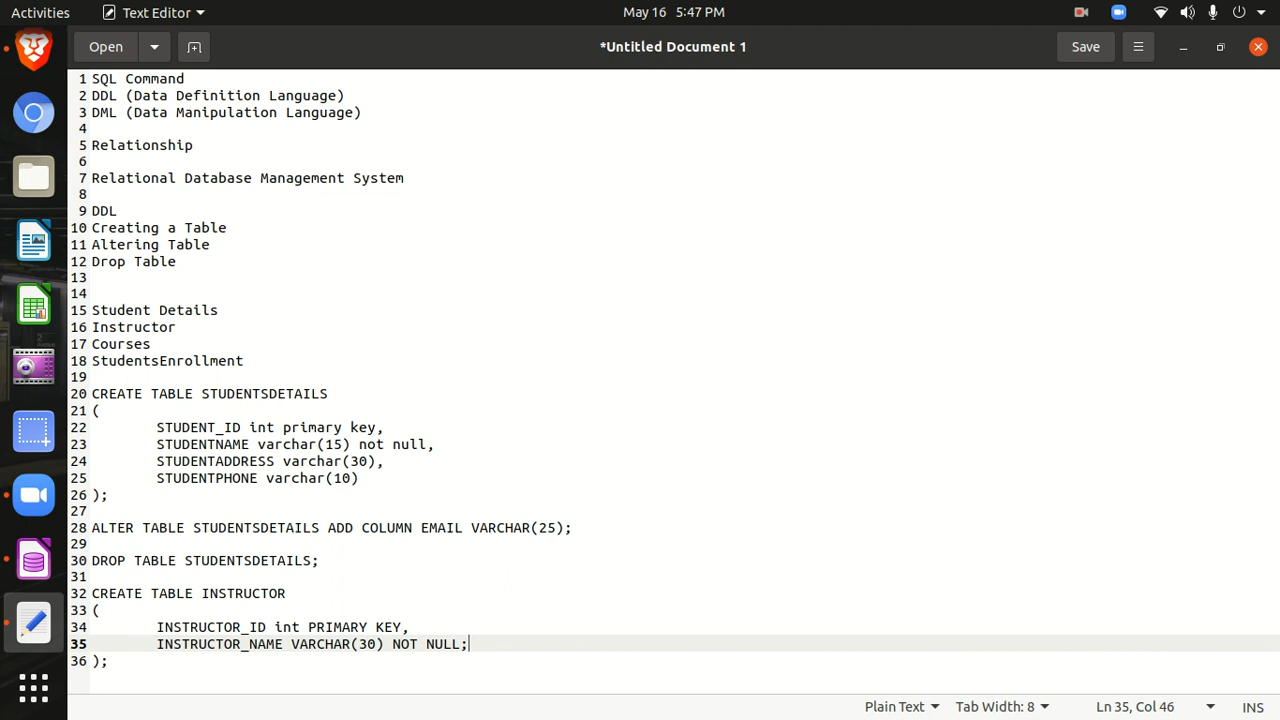 Activities Text Editor May 16 5:47 PM
Open *Untitled Document 1 Save
1 SQL Command
2 DDL (Data Definition Language)
3 DML (Data Manipulation Language)
4
5 Relationship
6
7 Relational Database Management System
8
9 DDL
10 Creating a Table
11 Altering Table
12 Drop Table
13
14
15 Student Details
16 Instructor
17 Courses
18 StudentsEnrollment
19
20 CREATE TABLE STUDENTSDETAILS
21 (
22 STUDENT_ID int primary key,
23 STUDENTNAME varchar(15) not null,
24 STUDENTADDRESS varchar(30),
25 STUDENTPHONE varchar(10)
26 );
27
28 ALTER TABLE STUDENTSDETAILS ADD COLUMN EMAIL VARCHAR(25);
29
30 DROP TABLE STUDENTSDETAILS;
31
32 CREATE TABLE INSTRUCTOR
33 (
34 INSTRUCTOR_ID int PRIMARY KEY,
35 INSTRUCTOR_NAME VARCHAR(30) NOT NULL;
36 );
Plain Text Tab Width: 8 Ln 35, Col 46 INS